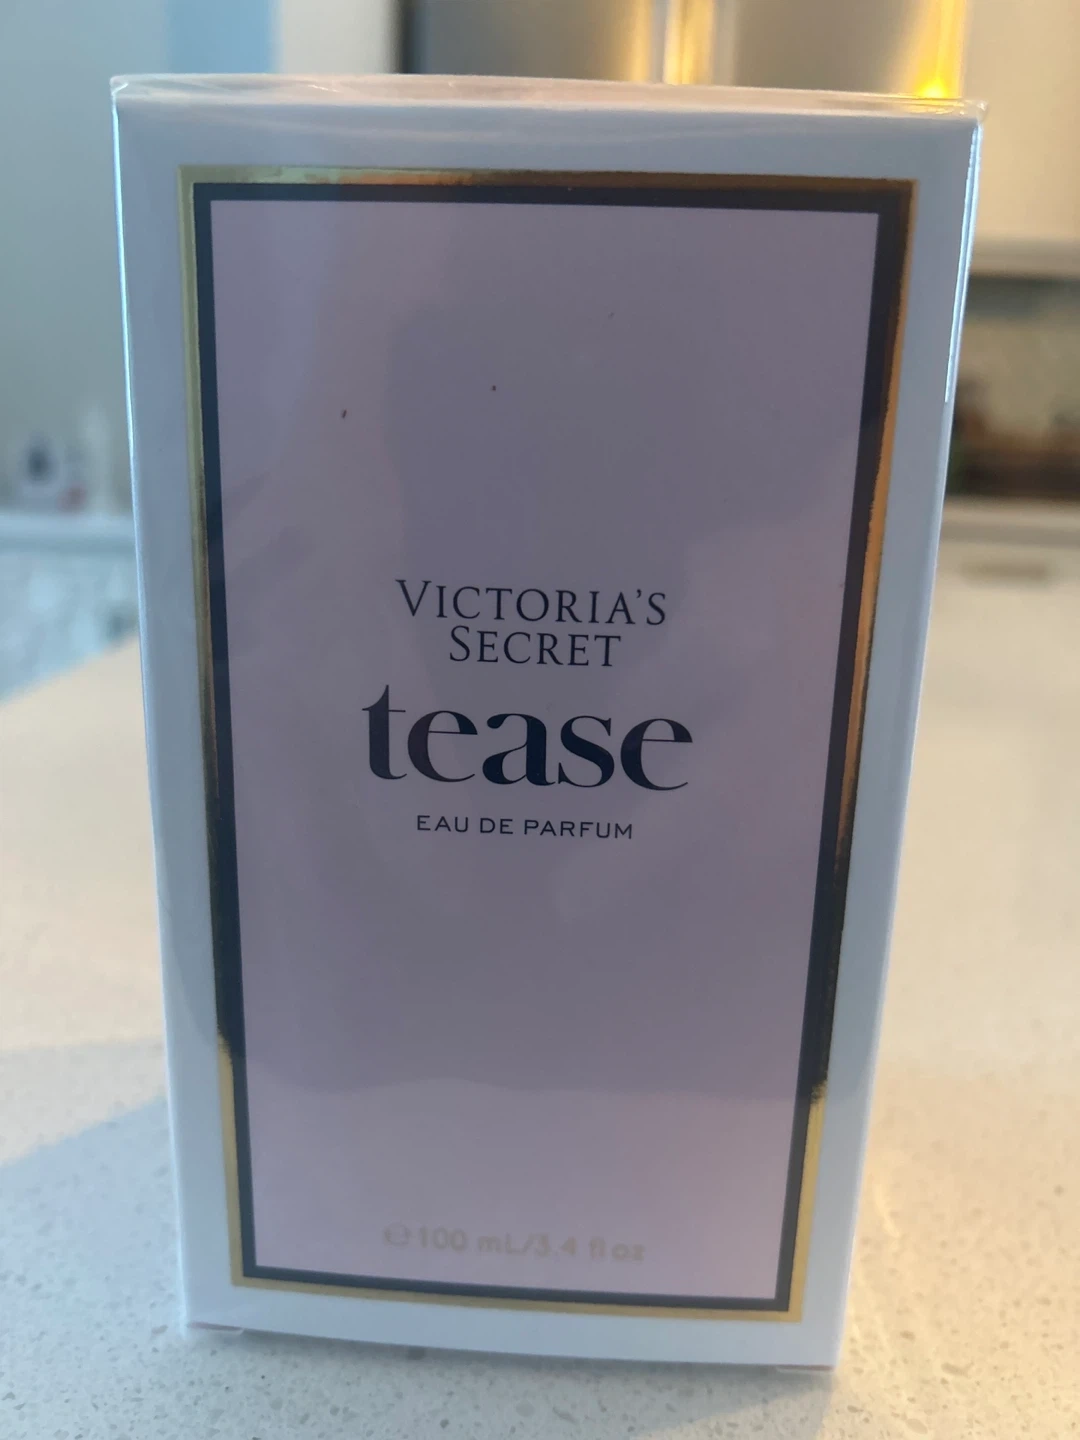 VICTORIA'S
SECRET
tease
EAU DE PARFUM
℮100 mL/3.4 fl oz